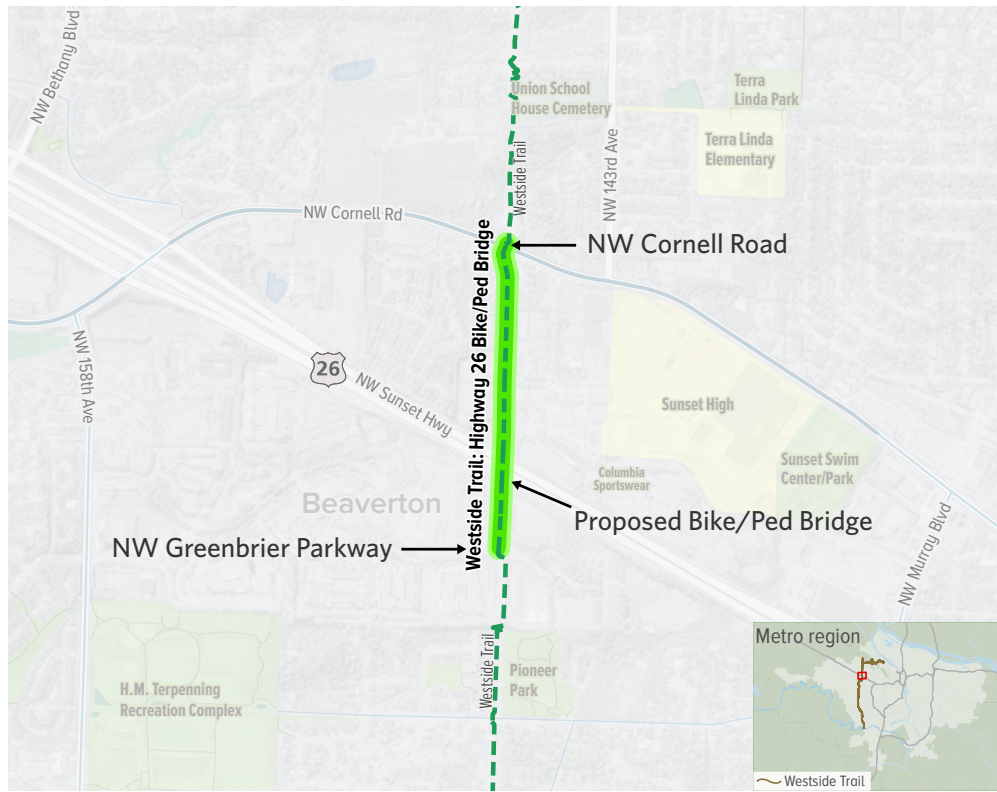 NW Bethany Blvd
Union School
House Cemetery
Terra
Linda Park
Terra Linda
Elementary
Westside Trail
NW 143rd Ave
NW Cornell Rd
NW Cornell Road
Westside Trail: Highway 26 Bike/Ped Bridge
NW 158th Ave
26
NW Sunset Hwy
Sunset High
Sunset Swim
Center/Park
Columbia
Sportswear
Beaverton
Proposed Bike/Ped Bridge
NW Greenbrier Parkway
NW Murray Blvd
Westside Trail
Pioneer
Park
H.M. Terpenning
Recreation Complex
Metro region
Westside Trail